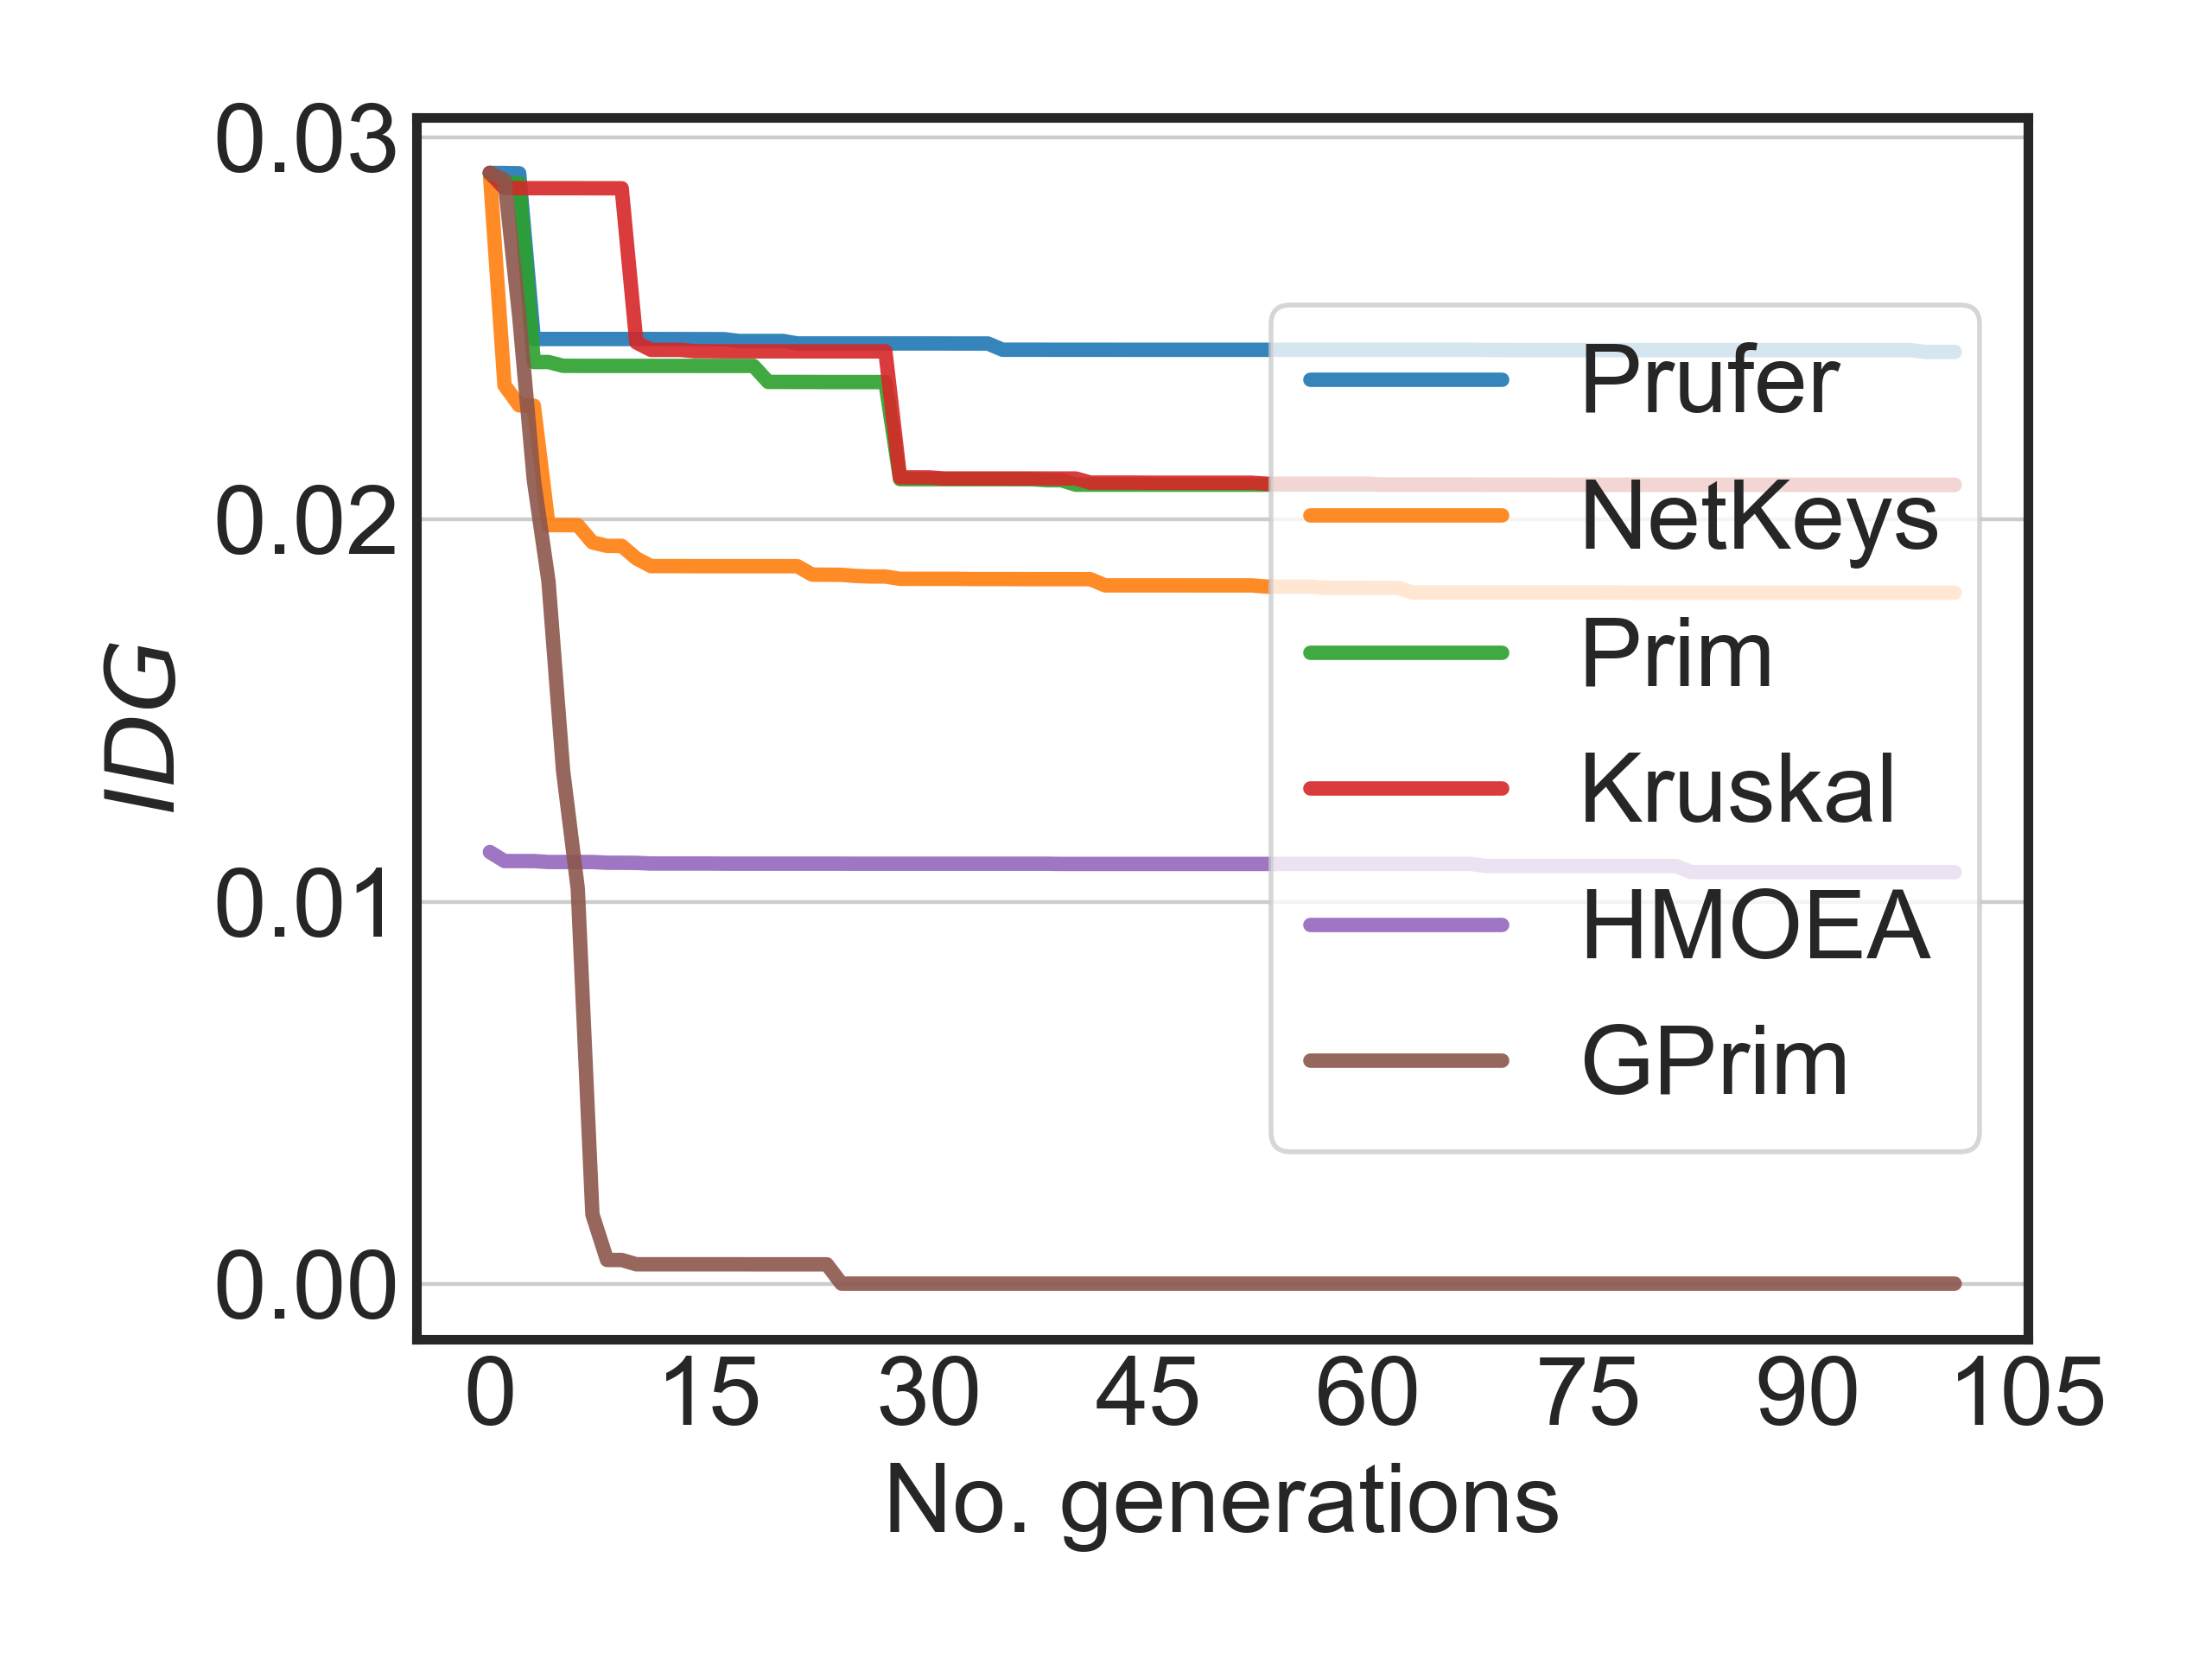 0.03
0.02
0.01
0.00
IDG
0 15 30 45 60 75 90 105
No. generations
Prufer
NetKeys
Prim
Kruskal
HMOEA
GPrim